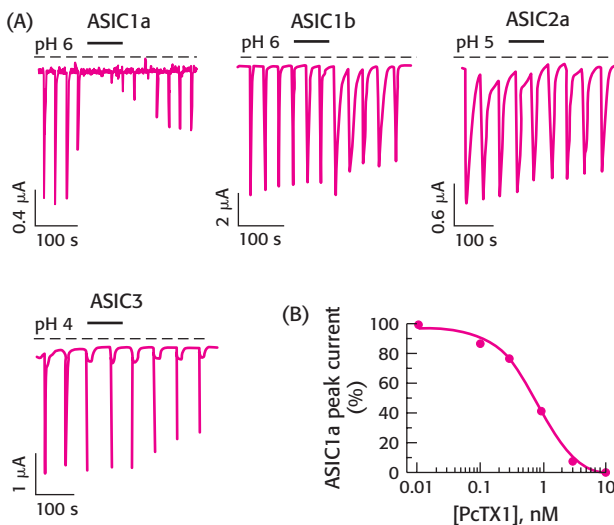 (A)
ASIC1a
pH 6
0.4 μA
100 s
ASIC1b
pH 6
2 μA
100 s
ASIC2a
pH 5
0.6 μA
100 s
ASIC3
pH 4
1 μA
100 s
(B)
ASIC1a peak current
(%)
100
80
60
40
20
0
0.01
0.1
1
10
[PcTX1], nM